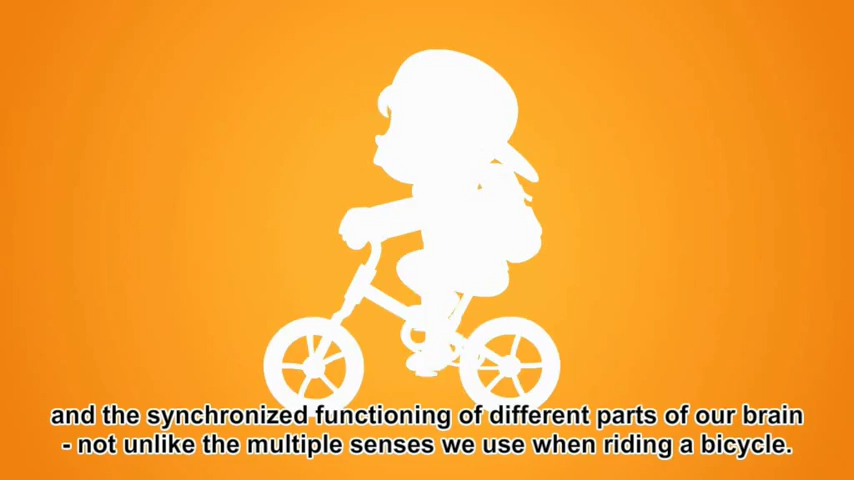 and the synchronized functioning of different parts of our brain
- not unlike the multiple senses we use when riding a bicycle.